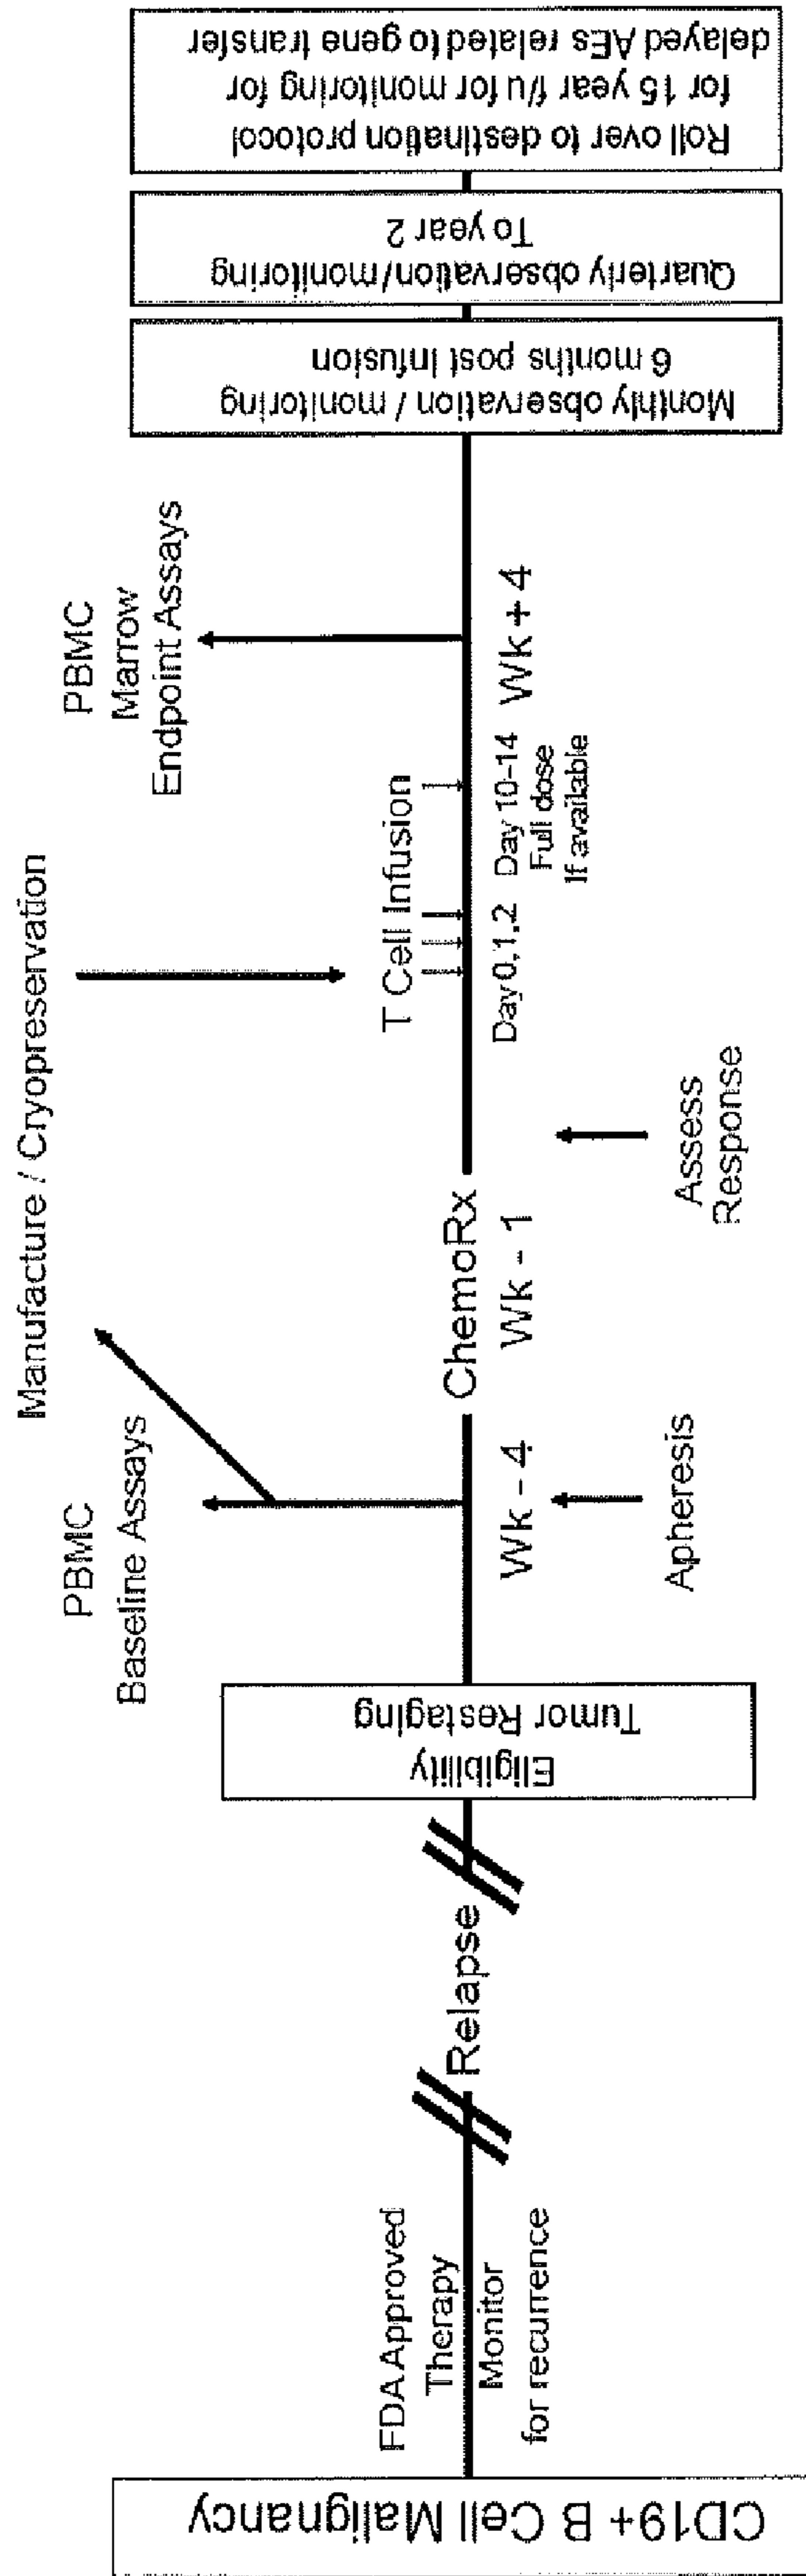 CD19+ B Cell Malignancy
FDA Approved
Therapy
Monitor
for recurrence
Relapse
Eligibility
Tumor Restaging
PBMC
Baseline Assays
Wk - 4
Apheresis
Manufacture / Cryopreservation
ChemoRx
Wk - 1
Assess
Response
T Cell Infusion
Day 0,1,2
Day 10-14
Full dose
If available
PBMC
Marrow
Endpoint Assays
Wk + 4
Monthly observation / monitoring
6 months post Infusion
Quarterly observation/monitoring
To year 2
Roll over to destination protocol
for 15 year f/u for monitoring for
delayed AEs related to gene transfer